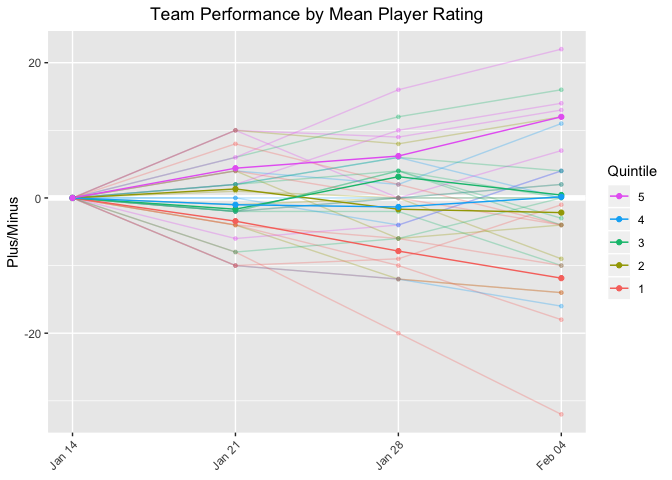 Team Performance by Mean Player Rating
Plus/Minus
20
0
-20
Jan 14
Jan 21
Jan 28
Feb 04
Quintile
5
4
3
2
1